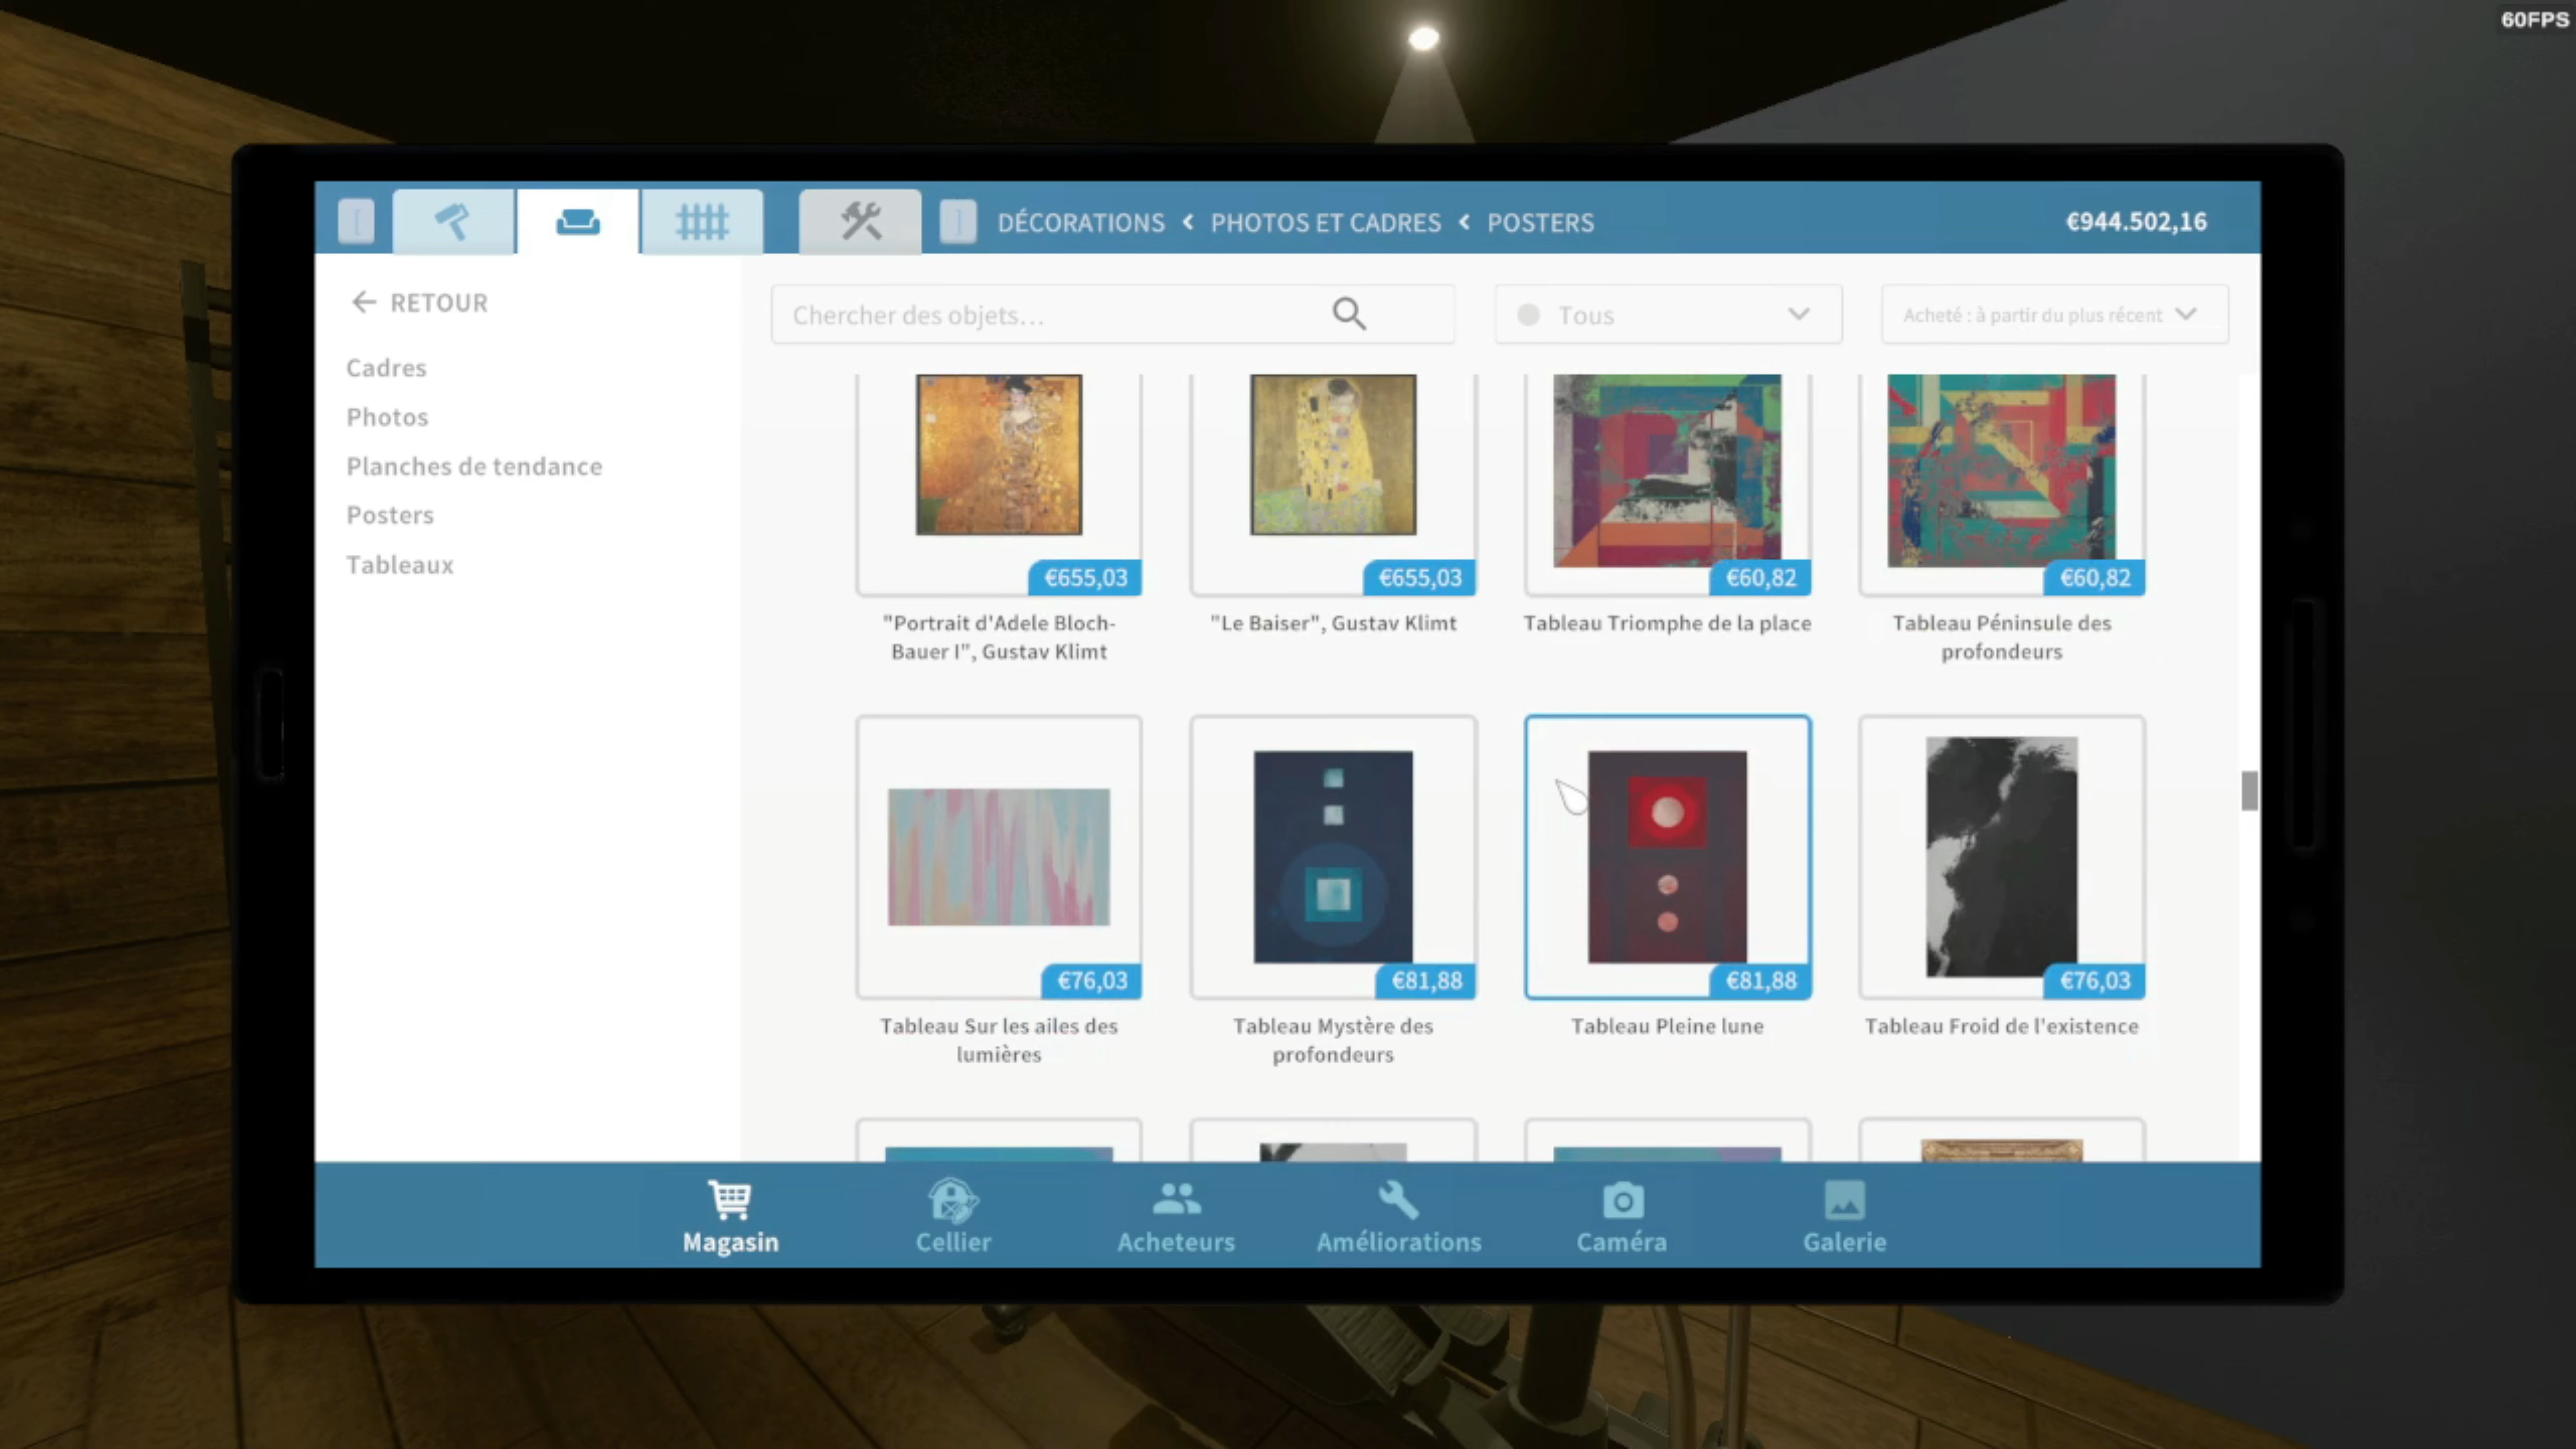 60FPS
DÉCORATIONS < PHOTOS ET CADRES < POSTERS
€944.502,16
RETOUR
Cadres
Photos
Planches de tendance
Posters
Tableaux
Chercher des objets...
Tous
Acheté : à partir du plus récent
€655,03
€655,03
€60,82
€60,82
"Portrait d'Adele Bloch-
Bauer I", Gustav Klimt
"Le Baiser", Gustav Klimt
Tableau Triomphe de la place
Tableau Péninsule des
profondeurs
€76,03
€81,88
€81,88
€76,03
Tableau Sur les ailes des
lumières
Tableau Mystère des
profondeurs
Tableau Pleine lune
Tableau Froid de l'existence
Magasin
Cellier
Acheteurs
Améliorations
Caméra
Galerie